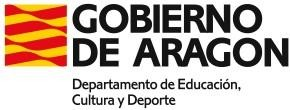 GOBIERNO
DE ARAGON
Departamento de Educación,
Cultura y Deporte